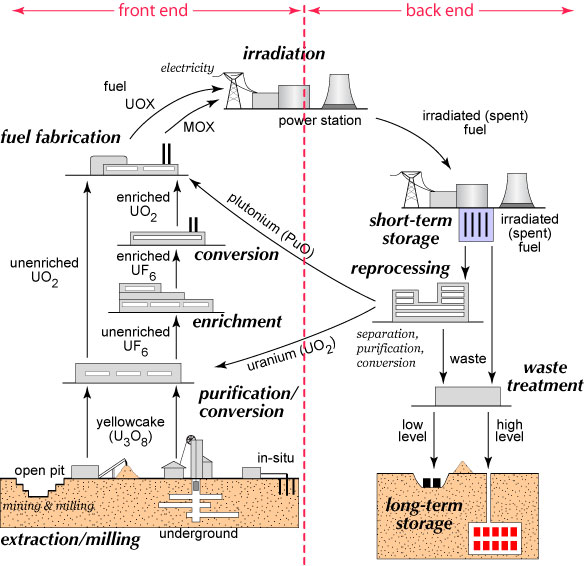 front end
back end
irradiation
electricity
fuel
UOX
MOX
power station
irradiated (spent)
fuel
fuel fabrication
enriched
UO2
plutonium (PuO)
short-term
storage
irradiated
(spent)
fuel
unenriched
UO2
conversion
enriched
UF6
reprocessing
enrichment
unenriched
UF6
uranium (UO2)
separation,
purification,
conversion
waste
waste
treatment
purification/
conversion
yellowcake
(U3O8)
low
level
high
level
open pit
in-situ
mining & milling
underground
long-term
storage
extraction/milling